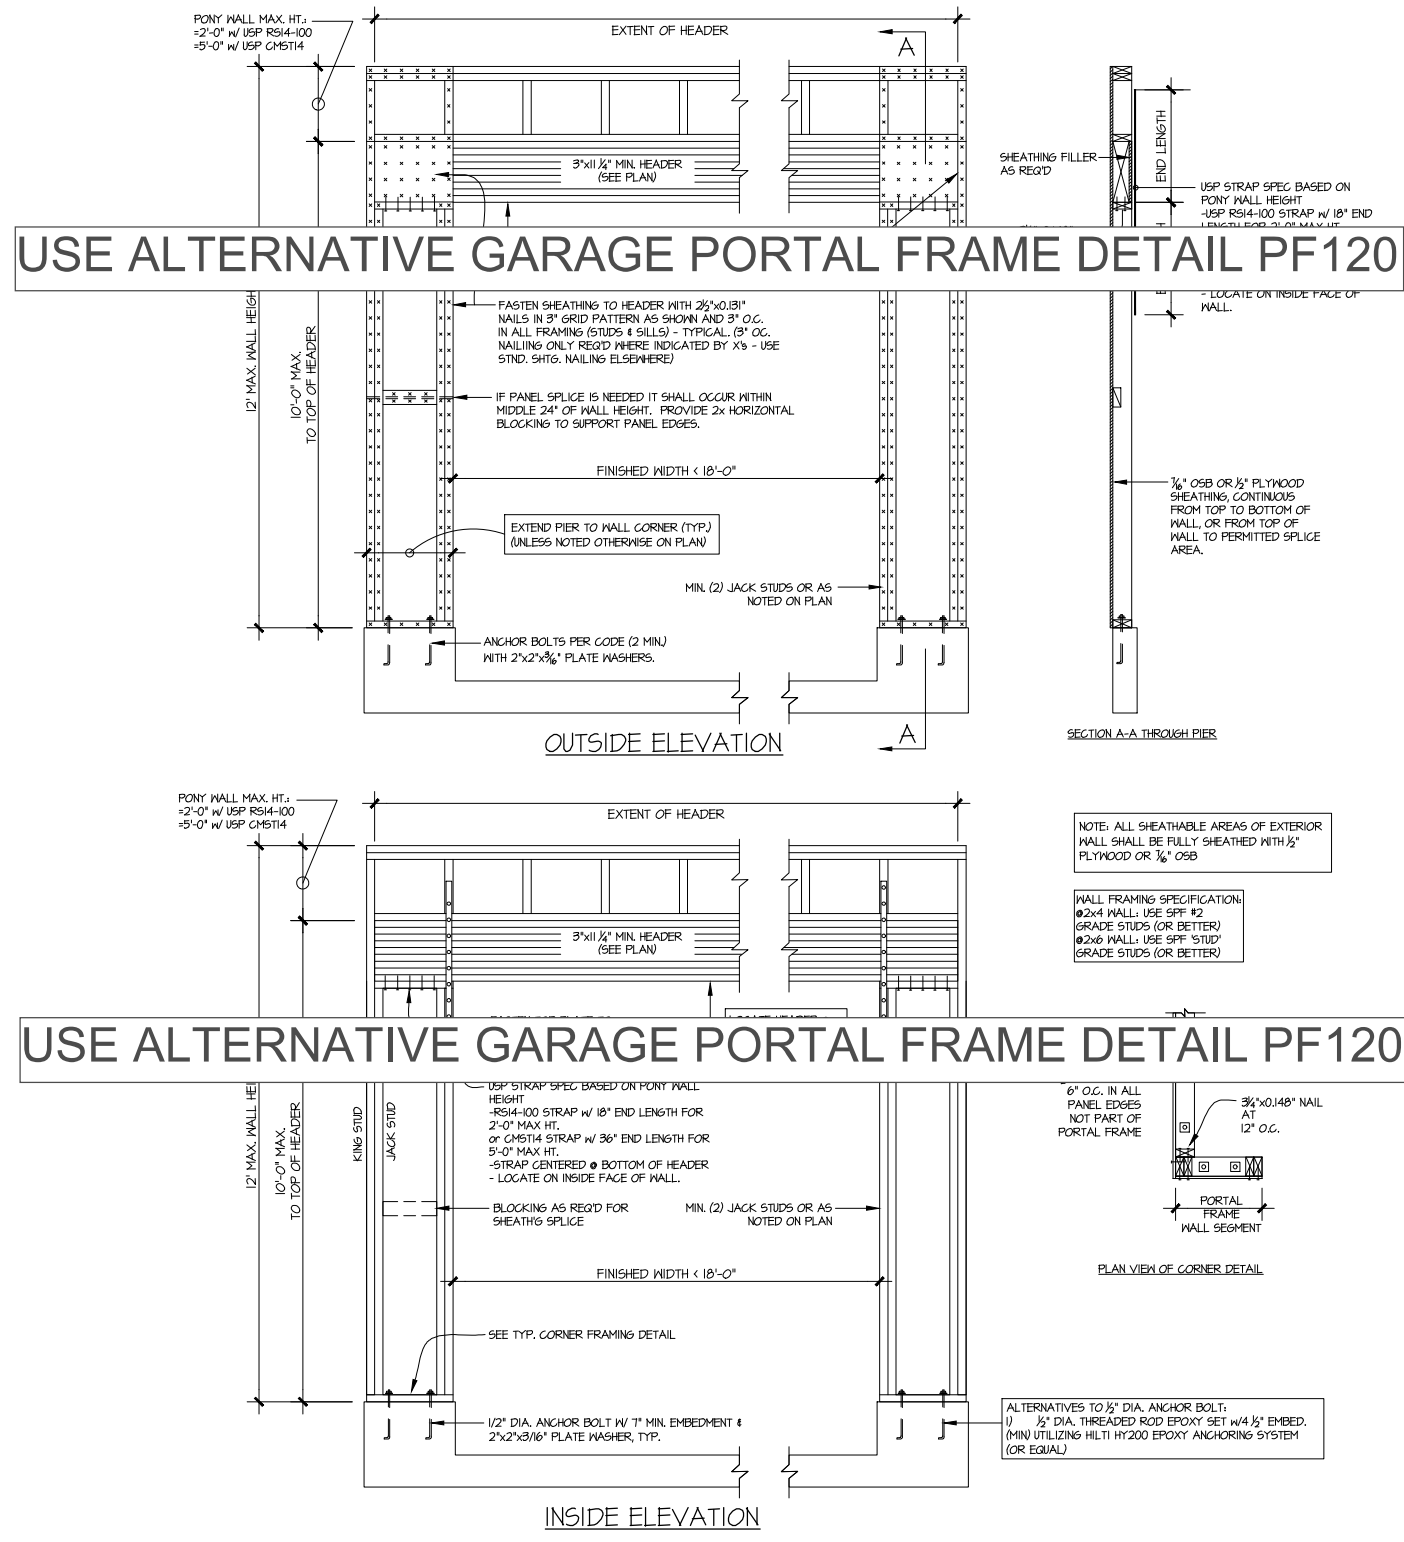 PONY WALL MAX. HT.:
=2'-0" W/ USP RS14-100
=5'-0" W/ USP CMST14
EXTENT OF HEADER
A
3"x11 1/4" MIN. HEADER
(SEE PLAN)
SHEATHING FILLER
AS REQ'D
END LENGTH
USP STRAP SPEC BASED ON
PONY WALL HEIGHT
-USP RS14-100 STRAP W/ 18" END
LENGTH FOR 2'-0" MAX HT.
USE ALTERNATIVE GARAGE PORTAL FRAME DETAIL PF120
- LOCATE ON INSIDE FACE OF
WALL.
12' MAX. WALL HEIGH
10'-0" MAX.
TO TOP OF HEADER
FASTEN SHEATHING TO HEADER WITH 2 1/2"x0.131"
NAILS IN 3" GRID PATTERN AS SHOWN AND 3" O.C.
IN ALL FRAMING (STUDS & SILLS) - TYPICAL. (3" OC.
NAILIING ONLY REQ'D WHERE INDICATED BY X's - USE
STND. SHTG. NAILING ELSEWHERE)
IF PANEL SPLICE IS NEEDED IT SHALL OCCUR WITHIN
MIDDLE 24" OF WALL HEIGHT. PROVIDE 2x HORIZONTAL
BLOCKING TO SUPPORT PANEL EDGES.
FINISHED WIDTH < 18'-0"
7/16" OSB OR 1/2" PLYWOOD
SHEATHING, CONTINUOUS
FROM TOP TO BOTTOM OF
WALL, OR FROM TOP OF
WALL TO PERMITTED SPLICE
AREA.
EXTEND PIER TO WALL CORNER (TYP.)
(UNLESS NOTED OTHERWISE ON PLAN)
MIN. (2) JACK STUDS OR AS
NOTED ON PLAN
ANCHOR BOLTS PER CODE (2 MIN.)
WITH 2"x2"x3/16" PLATE WASHERS.
A
OUTSIDE ELEVATION
SECTION A-A THROUGH PIER
PONY WALL MAX. HT.:
=2'-0" W/ USP RS14-100
=5'-0" W/ USP CMST14
EXTENT OF HEADER
NOTE: ALL SHEATHABLE AREAS OF EXTERIOR
WALL SHALL BE FULLY SHEATHED WITH 1/2"
PLYWOOD OR 7/16" OSB
WALL FRAMING SPECIFICATION:
@2x4 WALL: USE SPF #2
GRADE STUDS (OR BETTER)
@2x6 WALL: USE SPF 'STUD'
GRADE STUDS (OR BETTER)
3"x11 1/4" MIN. HEADER
(SEE PLAN)
USE ALTERNATIVE GARAGE PORTAL FRAME DETAIL PF120
12' MAX. WALL HEI
10'-0" MAX.
TO TOP OF HEADER
KING STUD
JACK STUD
USP STRAP SPEC BASED ON PONY WALL
HEIGHT
-RS14-100 STRAP W/ 18" END LENGTH FOR
2'-0" MAX HT.
or CMST14 STRAP W/ 36" END LENGTH FOR
5'-0" MAX HT.
-STRAP CENTERED @ BOTTOM OF HEADER
- LOCATE ON INSIDE FACE OF WALL.
6" O.C. IN ALL
PANEL EDGES
NOT PART OF
PORTAL FRAME
3 1/4"x0.148" NAIL
AT
12" O.C.
BLOCKING AS REQ'D FOR
SHEATH'G SPLICE
MIN. (2) JACK STUDS OR AS
NOTED ON PLAN
PORTAL
FRAME
WALL SEGMENT
PLAN VIEW OF CORNER DETAIL
FINISHED WIDTH < 18'-0"
SEE TYP. CORNER FRAMING DETAIL
1/2" DIA. ANCHOR BOLT W/ 7" MIN. EMBEDMENT &
2"x2"x3/16" PLATE WASHER, TYP.
ALTERNATIVES TO 1/2" DIA. ANCHOR BOLT:
1) 1/2" DIA. THREADED ROD EPOXY SET W/4 1/2" EMBED.
(MIN) UTILIZING HILTI HY200 EPOXY ANCHORING SYSTEM
(OR EQUAL)
INSIDE ELEVATION